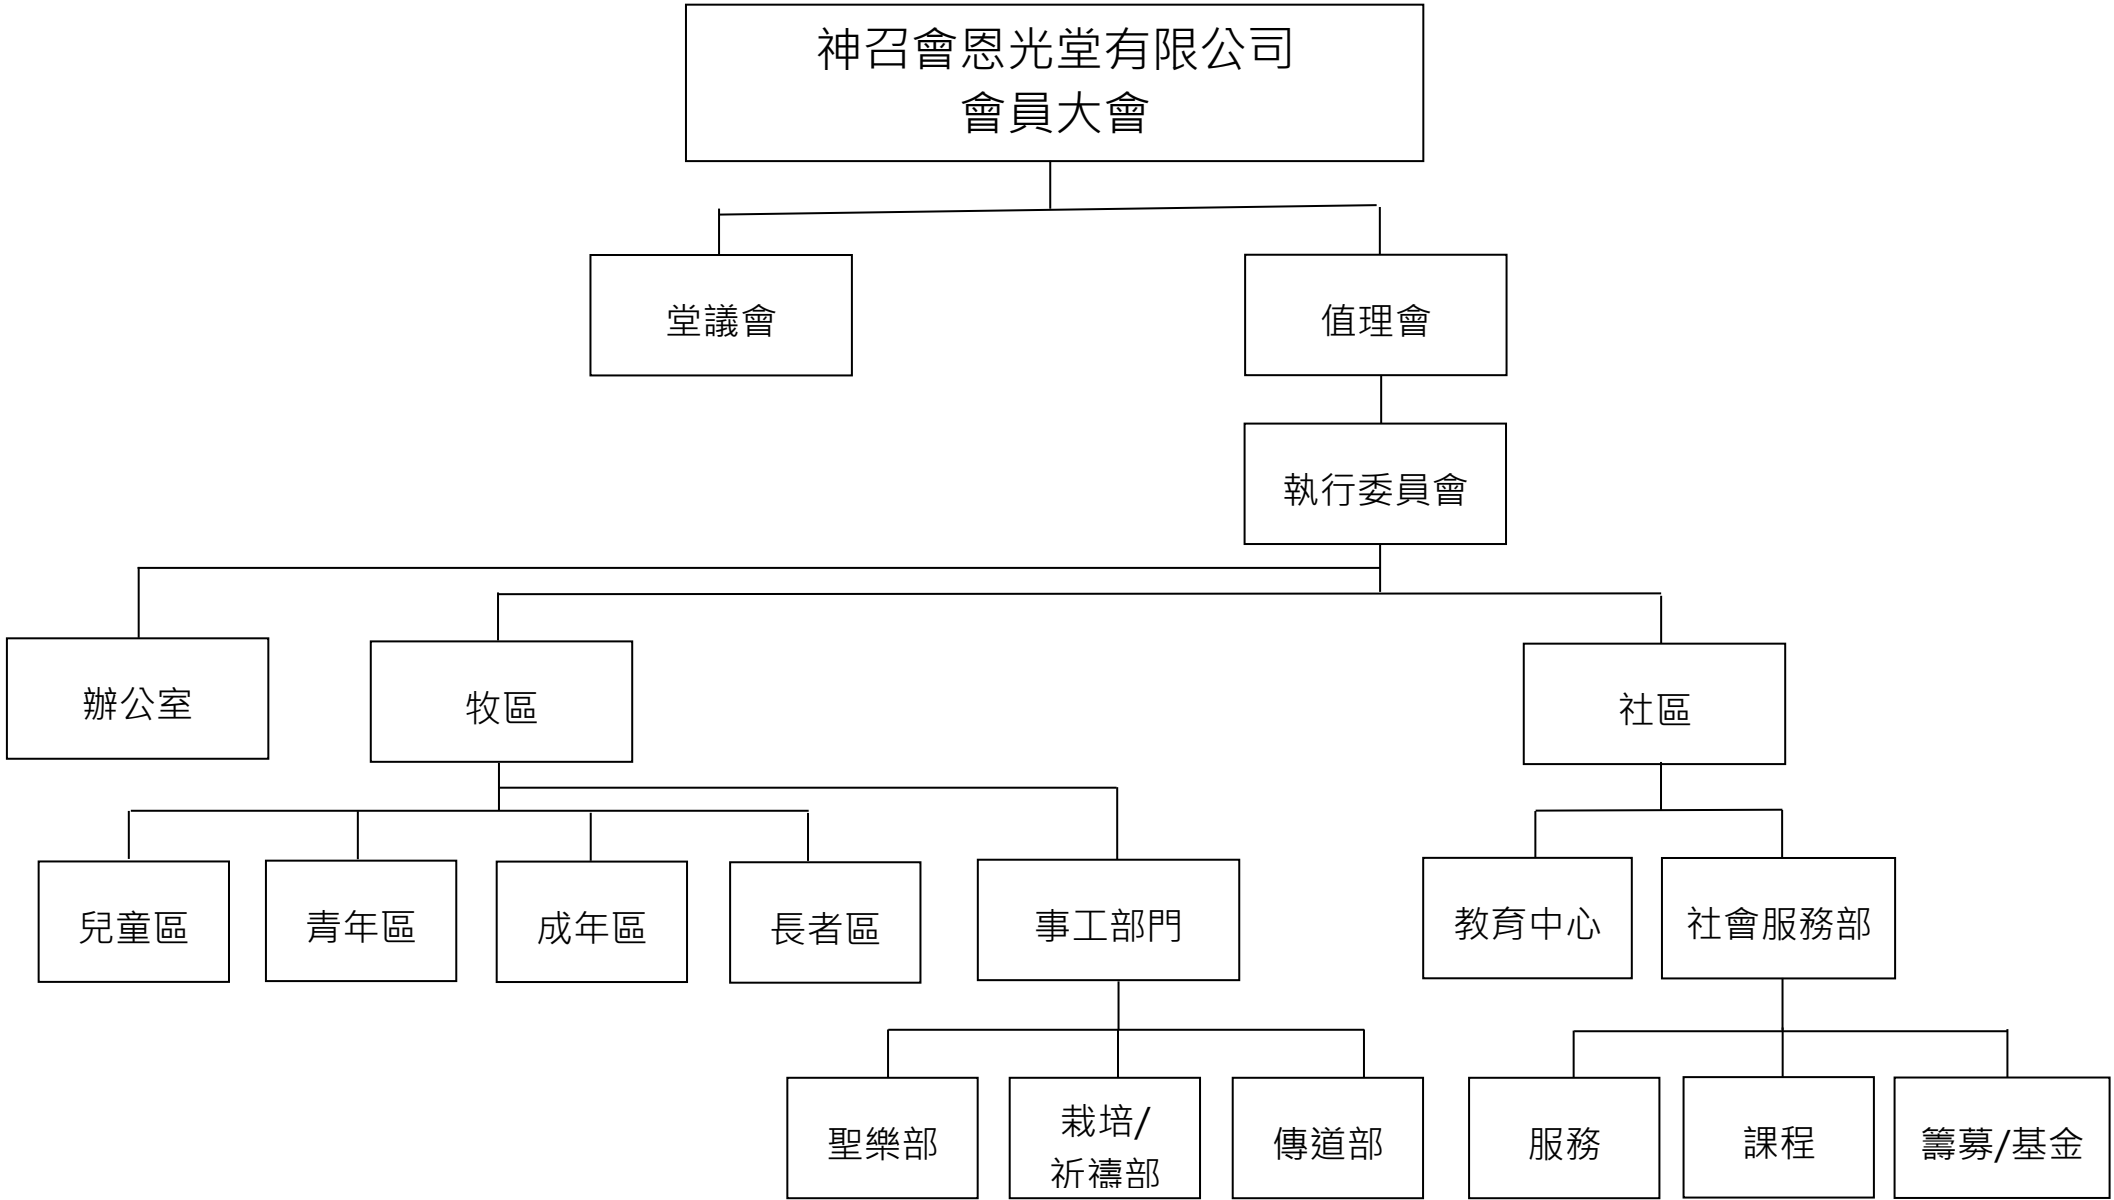 神召會恩光堂有限公司
會員大會
堂議會
值理會
執行委員會
辦公室
牧區
社區
兒童區
青年區
成年區
長者區
事工部門
教育中心
社會服務部
聖樂部
栽培/
祈禱部
傳道部
服務
課程
籌募/基金